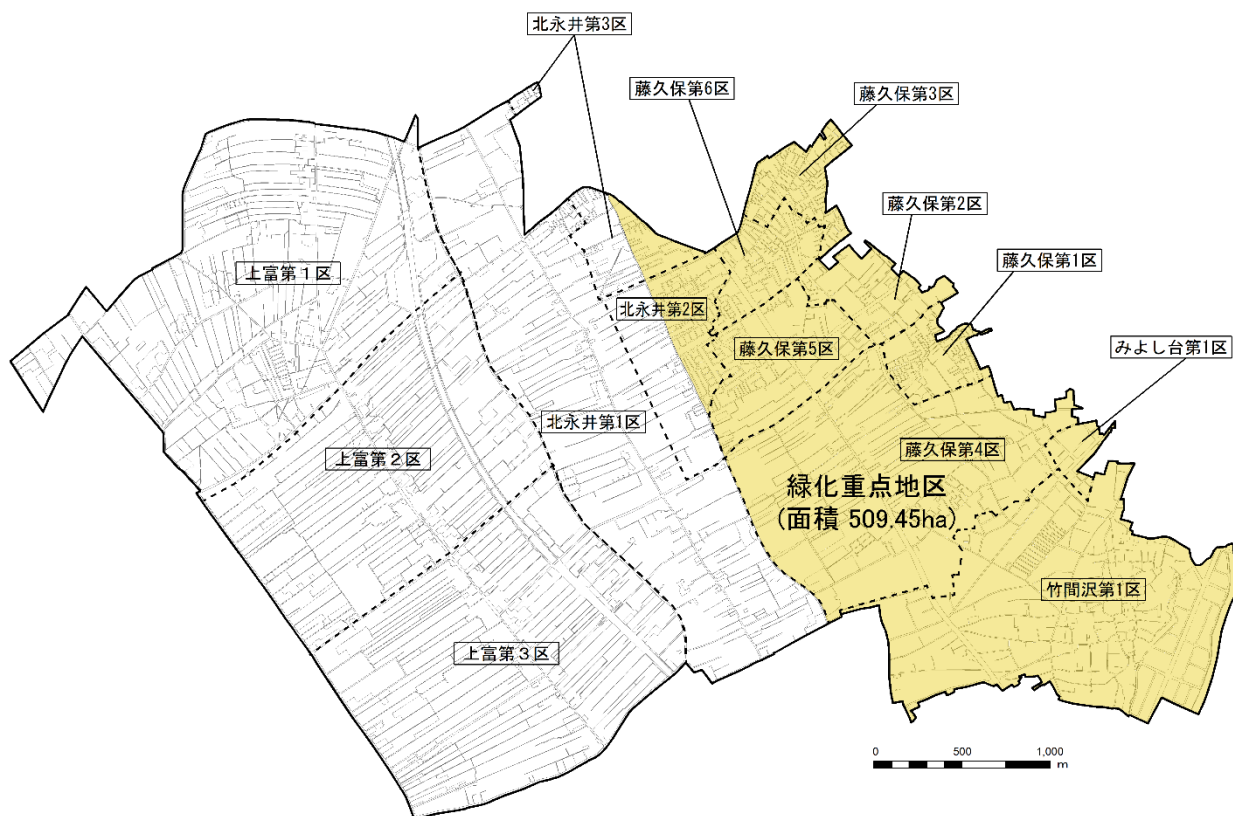 北永井第3区
藤久保第6区
藤久保第3区
藤久保第2区
藤久保第1区
みよし台第1区
上富第１区
北永井第2区
藤久保第5区
北永井第1区
上富第２区
藤久保第4区
緑化重点地区
(面積 509.45ha)
竹間沢第1区
上富第３区
0 500 1,000
m